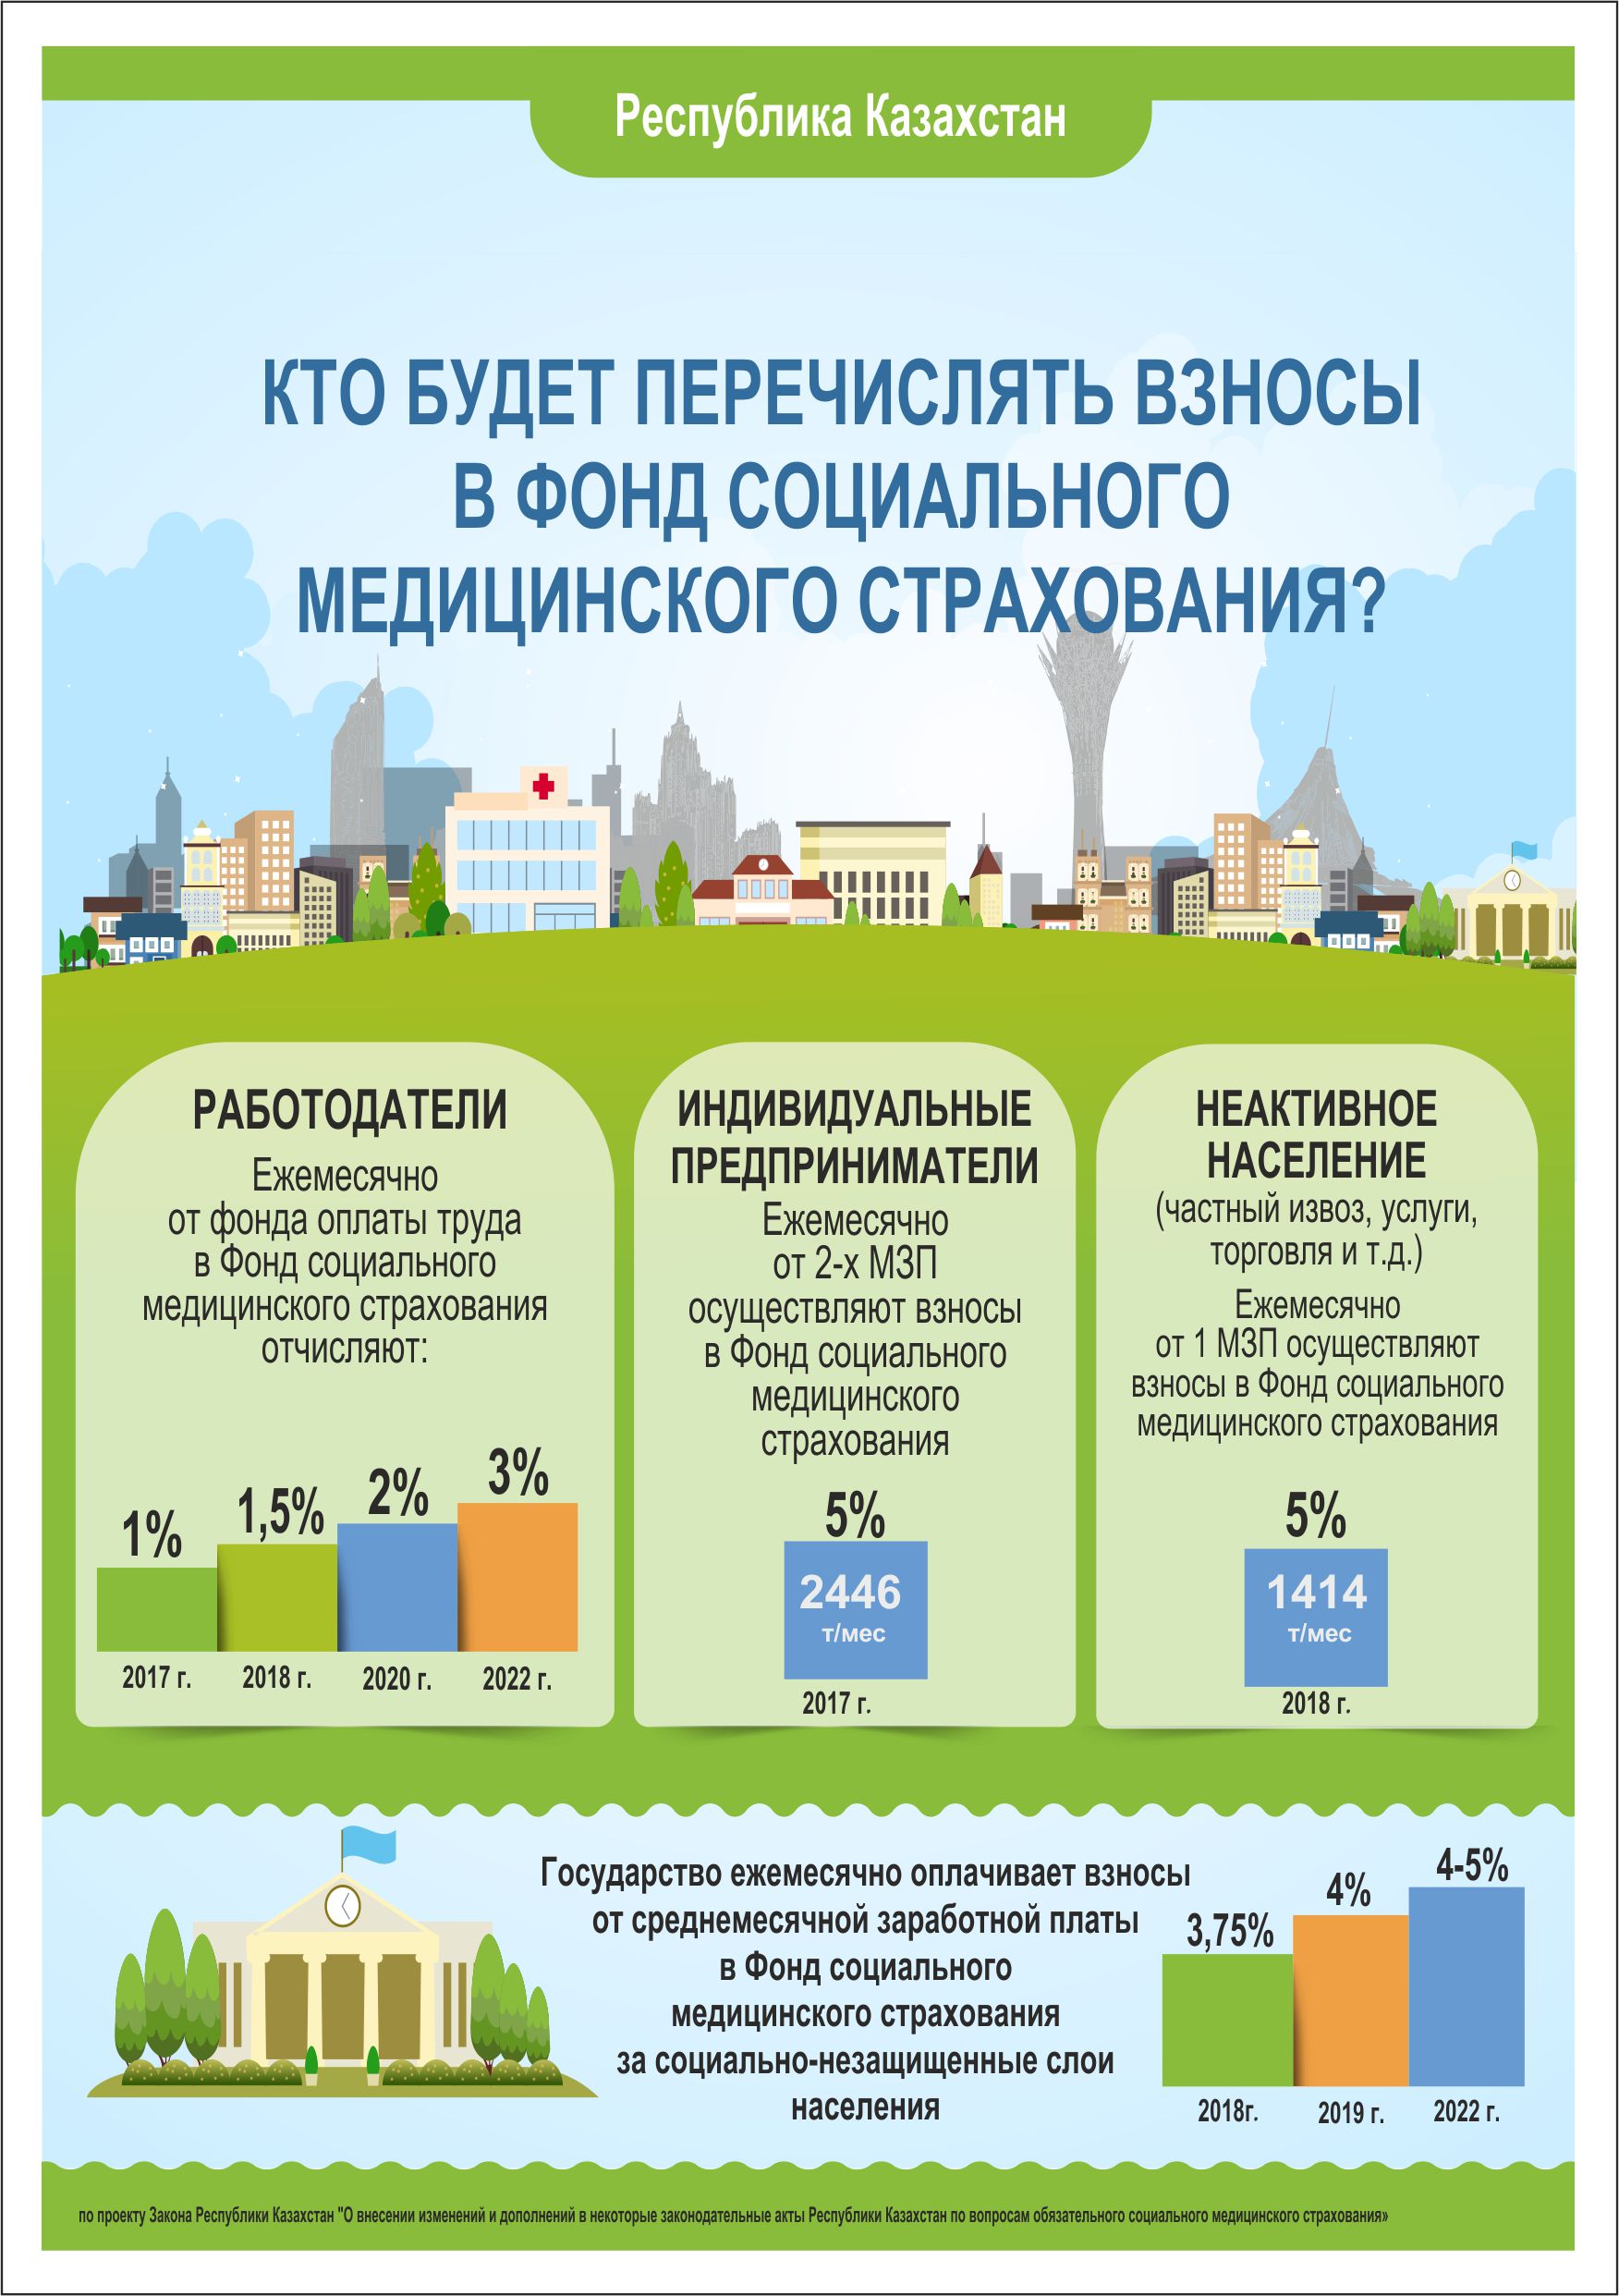 Республика Казахстан
КТО БУДЕТ ПЕРЕЧИСЛЯТЬ ВЗНОСЫ
В ФОНД СОЦИАЛЬНОГО
МЕДИЦИНСКОГО СТРАХОВАНИЯ?
РАБОТОДАТЕЛИ
Ежемесячно
от фонда оплаты труда
в Фонд социального
медицинского страхования
отчисляют:
1%
1,5%
2%
3%
2017 г.
2018 г.
2020 г.
2022 г.
ИНДИВИДУАЛЬНЫЕ
ПРЕДПРИНИМАТЕЛИ
Ежемесячно
от 2-х МЗП
осуществляют взносы
в Фонд социального
медицинского
страхования
5%
2446
т/мес
2017 г.
НЕАКТИВНОЕ
НАСЕЛЕНИЕ
(частный извоз, услуги,
торговля и т.д.)
Ежемесячно
от 1 МЗП осуществляют
взносы в Фонд социального
медицинского страхования
5%
1414
т/мес
2018 г.
Государство ежемесячно оплачивает взносы
от среднемесячной заработной платы
в Фонд социального
медицинского страхования
за социально-незащищенные слои
населения
3,75%
4%
4-5%
2018г.
2019 г.
2022 г.
по проекту Закона Республики Казахстан "О внесении изменений и дополнений в некоторые законодательные акты Республики Казахстан по вопросам обязательного социального медицинского страхования»